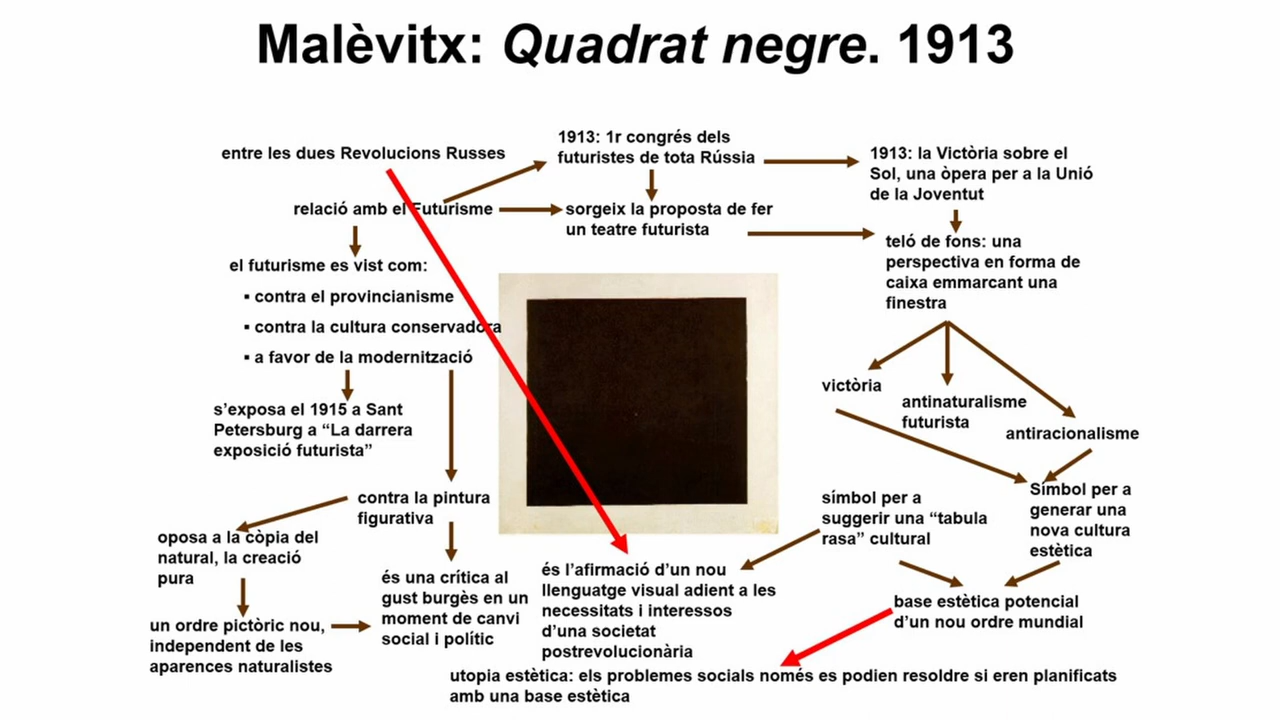 Malèvitx: Quadrat negre. 1913
entre les dues Revolucions Russes
1913: 1r congrés dels
futuristes de tota Rússia
1913: la Victòria sobre el
Sol, una òpera per a la Unió
de la Joventut
relació amb el Futurisme
sorgeix la proposta de fer
un teatre futurista
teló de fons: una
perspectiva en forma de
caixa emmarcant una
finestra
el futurisme es vist com:
▪ contra el provincianisme
▪ contra la cultura conservadora
▪ a favor de la modernització
victòria
antinaturalisme
futurista
antiracionalisme
s’exposa el 1915 a Sant
Petersburg a “La darrera
exposició futurista”
contra la pintura
figurativa
símbol per a
suggerir una “tabula
rasa” cultural
Símbol per a
generar una
nova cultura
estètica
oposa a la còpia del
natural, la creació
pura
és una crítica al
gust burgès en un
moment de canvi
social i polític
és l’afirmació d’un nou
llenguatge visual adient a les
necessitats i interessos
d’una societat
postrevolucionària
base estètica potencial
d’un nou ordre mundial
un ordre pictòric nou,
independent de les
aparences naturalistes
utopia estètica: els problemes socials només es podien resoldre si eren planificats
amb una base estètica